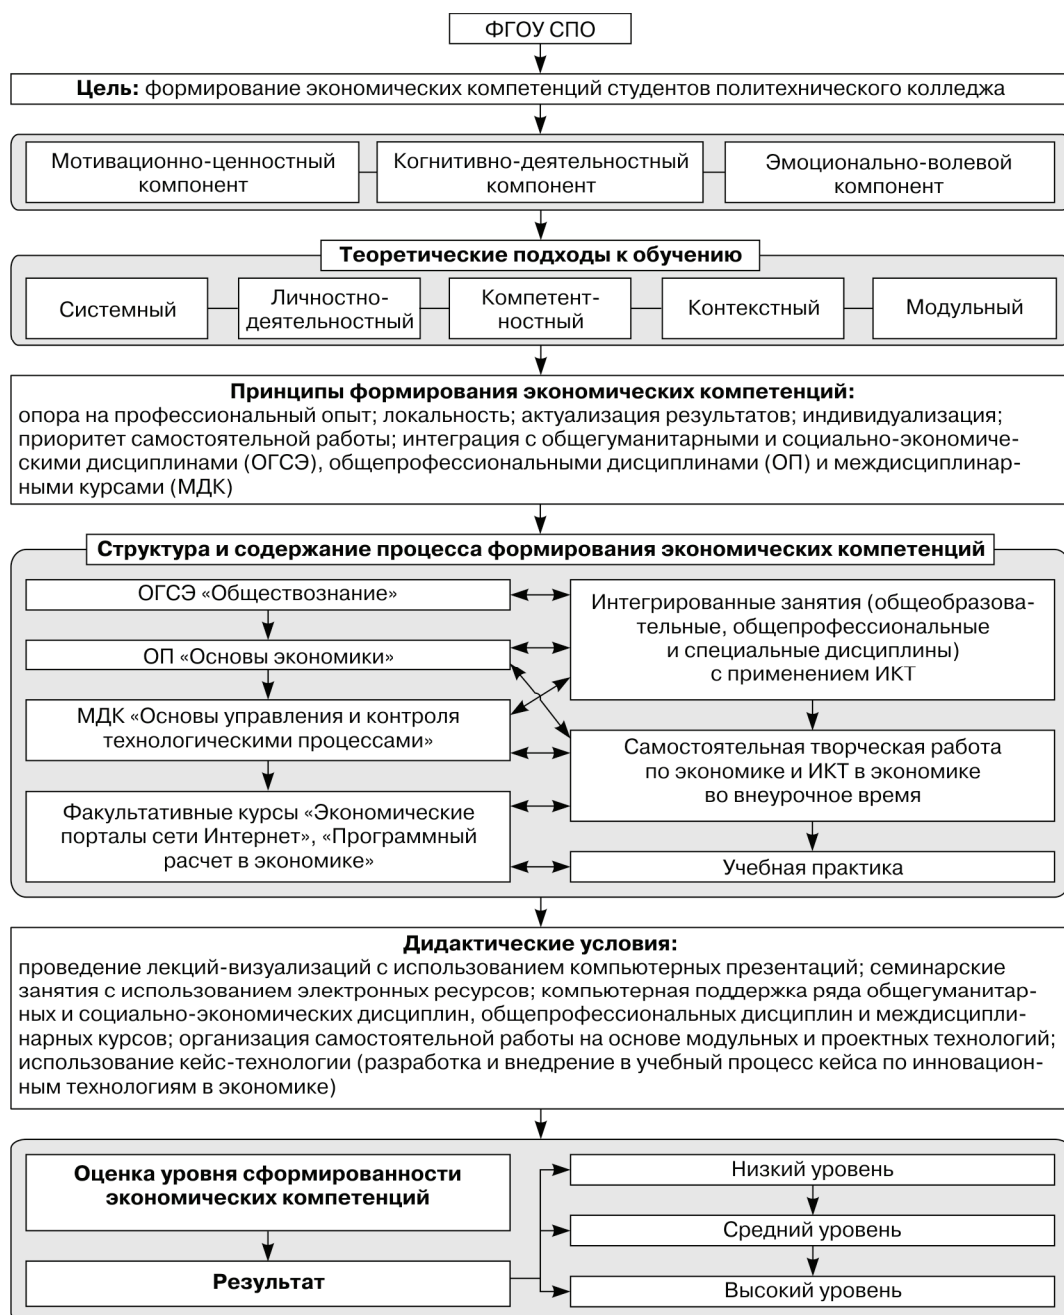 ФГОУ СПО
Цель: формирование экономических компетенций студентов политехнического колледжа
Мотивационно-ценностный
компонент
Когнитивно-деятельностный
компонент
Эмоционально-волевой
компонент
Теоретические подходы к обучению
Системный
Личностно-
деятельностный
Компетент-
ностный
Контекстный
Модульный
Принципы формирования экономических компетенций:
опора на профессиональный опыт; локальность; актуализация результатов; индивидуализация;
приоритет самостоятельной работы; интеграция с общегуманитарными и социально-экономиче-
скими дисциплинами (ОГСЭ), общепрофессиональными дисциплинами (ОП) и междисциплинар-
ными курсами (МДК)
Структура и содержание процесса формирования экономических компетенций
ОГСЭ «Обществознание»
ОП «Основы экономики»
МДК «Основы управления и контроля
технологическими процессами»
Факультативные курсы «Экономические
порталы сети Интернет», «Программный
расчет в экономике»
Интегрированные занятия (общеобразова-
тельные, общепрофессиональные
и специальные дисциплины)
с применением ИКТ
Самостоятельная творческая работа
по экономике и ИКТ в экономике
во внеурочное время
Учебная практика
Дидактические условия:
проведение лекций-визуализаций с использованием компьютерных презентаций; семинарские
занятия с использованием электронных ресурсов; компьютерная поддержка ряда общегуманитар-
ных и социально-экономических дисциплин, общепрофессиональных дисциплин и междисципли-
нарных курсов; организация самостоятельной работы на основе модульных и проектных технологий;
использование кейс-технологии (разработка и внедрение в учебный процесс кейса по инновацион-
ным технологиям в экономике)
Оценка уровня сформированности
экономических компетенций
Результат
Низкий уровень
Средний уровень
Высокий уровень